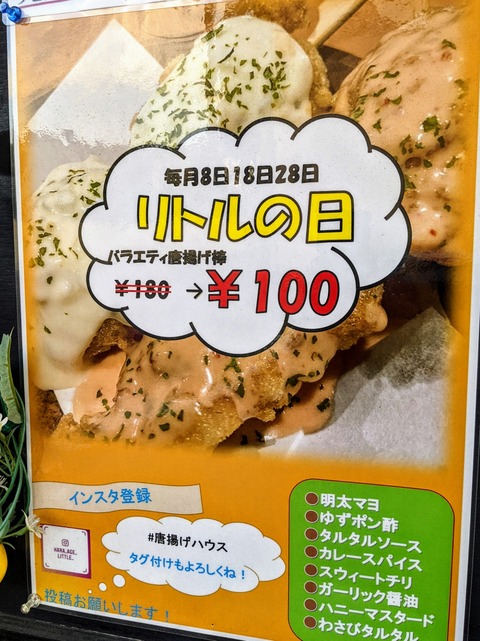 毎月8日18日28日
リトルの日
バラエティ唐揚げ棒
¥180 →¥100
インスタ登録
KARA_AGE.
LITTLE.
#唐揚げハウス
タグ付けもよろしくね！
投稿お願いします！
●明太マヨ
●ゆずポン酢
●タルタルソース
●カレースパイス
●スウィートチリ
●ガーリック醤油
●ハニーマスタード
●わさびタルタル